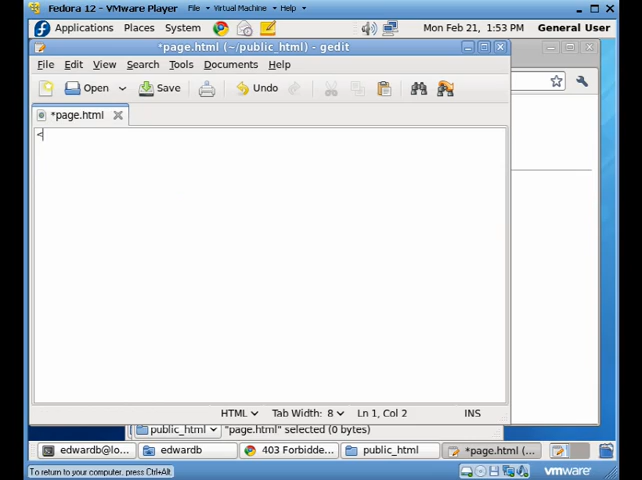 Fedora 12 - VMware Player File Virtual Machine Help
Applications Places System Mon Feb 21, 1:53 PM General User
*page.html (~/public_html) - gedit
File Edit View Search Tools Documents Help
Open Save Undo
*page.html
<
HTML Tab Width: 8 Ln 1, Col 2 INS
public_html "page.html" selected (0 bytes)
edwardb@lo... edwardb 403 Forbidde... public_html *page.html (...
To return to your computer, press Ctrl+Alt. vmware